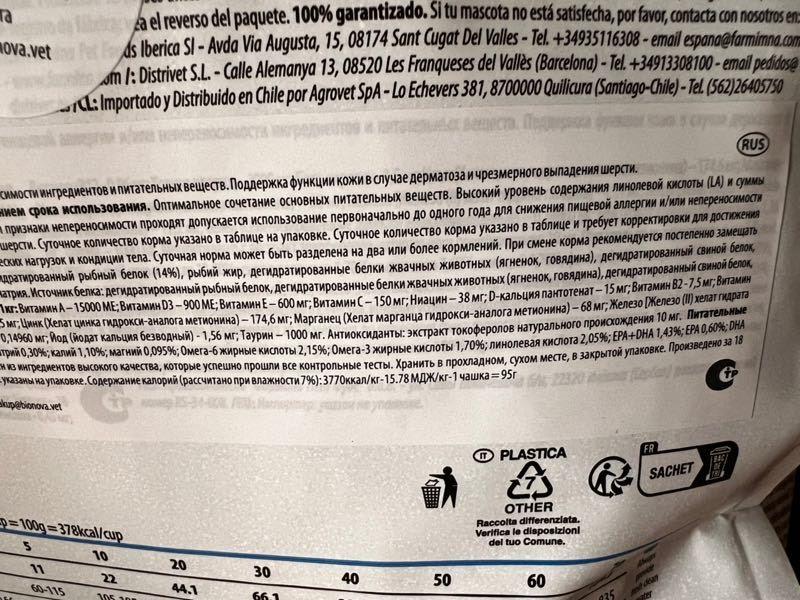 ra el reverso del paquete. 100% garantizado. Si tu mascota no está satisfecha, por favor, contacta con nosotros en:
nova.vet
ds Iberica Sl - Avda Via Augusta, 15, 08174 Sant Cugat Del Valles - Tel. +34935116308 - email espana@farmimna.com
om /: Distrivet S.L. - Calle Alemanya 13, 08520 Les Franqueses del Vallès (Barcelona) - Tel. +34913308100 - email pedidos@
CL: Importado y Distribuido en Chile por Agrovet SpA - Lo Echevers 381, 8700000 Quilicura (Santiago-Chile) - Tel. (562)26405750
RUS
симости ингредиентов и питательных веществ. Поддержка функции кожи в случае дерматоза и чрезмерного выпадения шерсти.
нием срока использования. Оптимальное сочетание основных питательных веществ. Высокий уровень содержания линолевой кислоты (LA) и суммы
признаки непереносимости проходят допускается использование первоначально до одного года для снижения пищевой аллергии и/или непереносимости
шерсти. Суточное количество корма указано в таблице на упаковке. Суточное количество корма указано в таблице и требует корректировки для достижения
еских нагрузок и кондиции тела. Суточная норма может быть разделена на два или более кормлений. При смене корма рекомендуется постепенно замещать
идратированный рыбный белок (14%), рыбий жир, дегидратированные белки жвачных животных (ягненок, говядина), дегидратированный свиной белок,
атрия. Источник белка: дегидратированный рыбный белок, дегидратированные белки жвачных животных (ягненок, говядина), дегидратированный свиной белок,
1кг: Витамин A – 15000 МЕ; Витамин D3 – 900 МЕ; Витамин Е – 600 мг; Витамин С – 150 мг; Ниацин – 38 мг; D-кальция пантотенат – 15 мг; Витамин B2 - 7,5 мг; Витамин
5 мг; Цинк (Хелат цинка гидрокси-аналога метионина) – 174,6 мг; Марганец (Хелат марганца гидрокси-аналога метионина) – 68 мг; Железо [Железо (II) хелат гидрата
0,14960 мг; Йод (йодат кальция безводный) - 1,56 мг; Таурин – 1000 мг. Антиоксиданты: экстракт токоферолов натурального происхождения 10 мг. Питательные
трий 0,30%; калий 1,10%; магний 0,095%; Омега-6 жирные кислоты 2,15%; Омега-3 жирные кислоты 1,70%; линолевая кислота 2,05%; EPA+DHA 1,43%; EPA 0,60%; DHA
н из ингредиентов высокого качества, которые успешно прошли все контрольные тесты. Хранить в прохладном, сухом месте, в закрытой упаковке. Произведено за 18
указаны на упаковке. Содержание калорий (рассчитано при влажности 7%): 3770ккал/кг-15.78 МДЖ/кг-1 чашка = 95г
akup@bionova.vet
IT PLASTICA
7
OTHER
Raccolta differenziata.
Verifica le disposizioni
del tuo Comune.
FR
SACHET
BAC
DE
TRI
p = 100g = 378kcal/cup
5 10 20 30 40 50 60
11 22 44.1 66.1
60-115